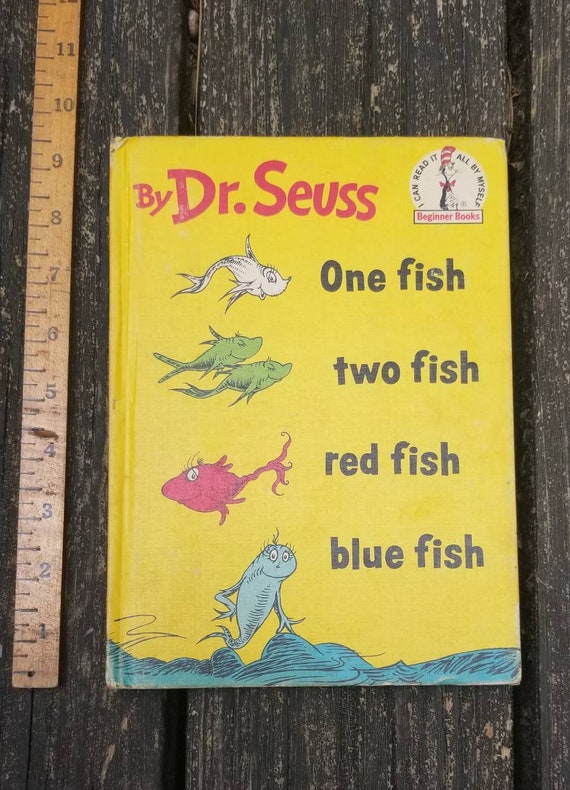 By Dr. Seuss
I CAN READ IT ALL BY MYSELF
Beginner Books
One fish
two fish
red fish
blue fish
11
10
9
8
7
6
5
4
3
2
1